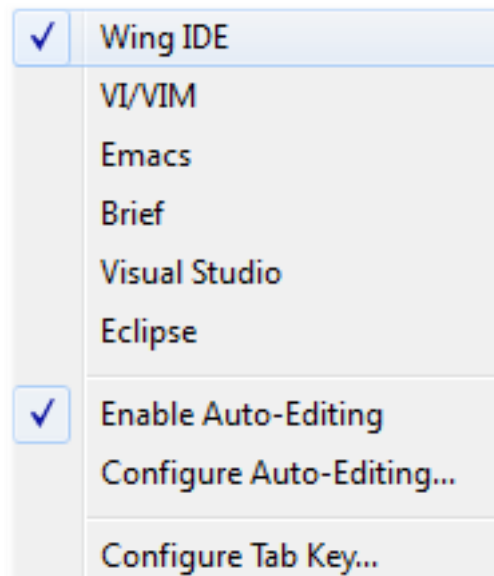 Wing IDE
VI/VIM
Emacs
Brief
Visual Studio
Eclipse
Enable Auto-Editing
Configure Auto-Editing...
Configure Tab Key...